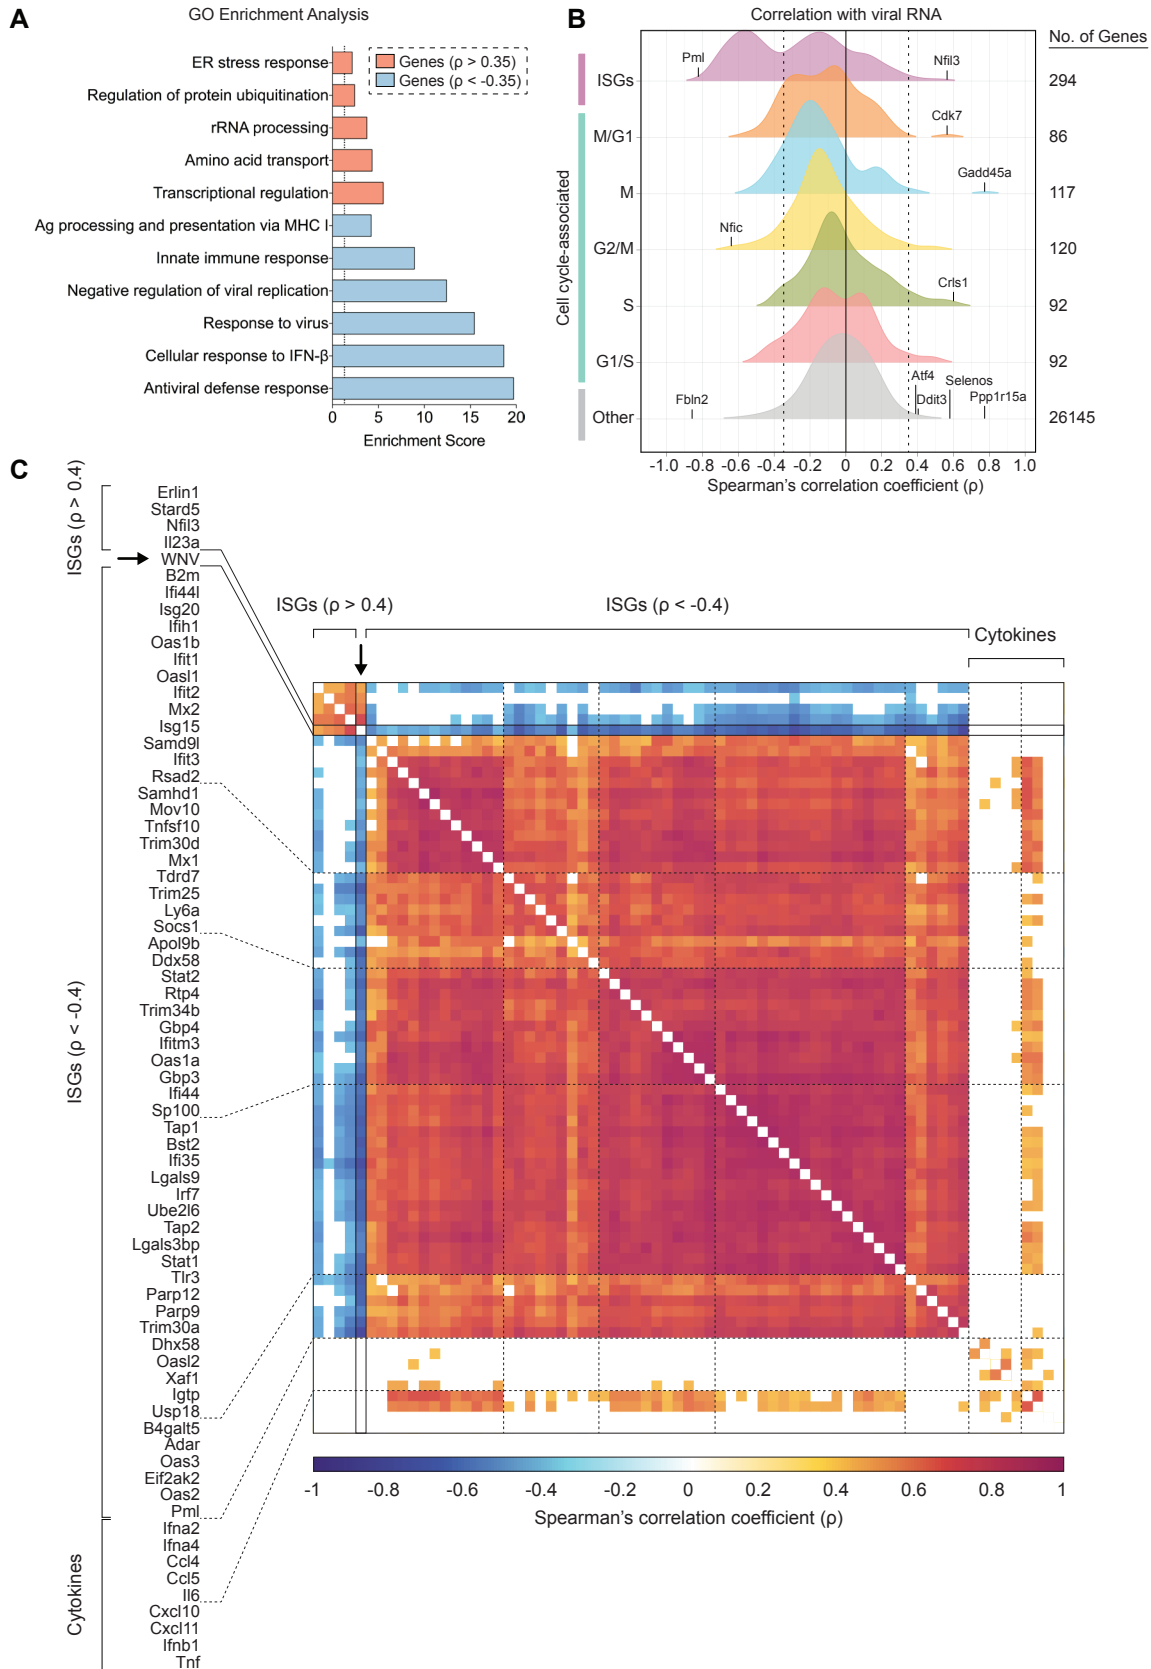 A
GO Enrichment Analysis
ER stress response
Regulation of protein ubiquitination
rRNA processing
Amino acid transport
Transcriptional regulation
Ag processing and presentation via MHC I
Innate immune response
Negative regulation of viral replication
Response to virus
Cellular response to IFN-β
Antiviral defense response
Genes (ρ > 0.35)
Genes (ρ < -0.35)
0 5 10 15 20
Enrichment Score
B
Correlation with viral RNA
No. of Genes
ISGs
M/G1
M
G2/M
S
G1/S
Other
Cell cycle-associated
Pml
Nfil3
Cdk7
Gadd45a
Nfic
Crls1
Atf4
Selenos
Ddit3
Ppp1r15a
Fbln2
294
86
117
120
92
92
26145
-1.0 -0.8 -0.6 -0.4 -0.2 0 0.2 0.4 0.6 0.8 1.0
Spearman's correlation coefficient (ρ)
C
ISGs (ρ > 0.4)
Erlin1
Stard5
Nfil3
Il23a
WNV
ISGs (ρ < -0.4)
B2m
Ifi44l
Isg20
Ifih1
Oas1b
Ifit1
Oasl1
Ifit2
Mx2
Isg15
Samd9l
Ifit3
Rsad2
Samhd1
Mov10
Tnfsf10
Trim30d
Mx1
Tdrd7
Trim25
Ly6a
Socs1
Apol9b
Ddx58
Stat2
Rtp4
Trim34b
Gbp4
Ifitm3
Oas1a
Gbp3
Ifi44
Sp100
Tap1
Bst2
Ifi35
Lgals9
Irf7
Ube2l6
Tap2
Lgals3bp
Stat1
Tlr3
Parp12
Parp9
Trim30a
Dhx58
Oasl2
Xaf1
Igtp
Usp18
B4galt5
Adar
Oas3
Eif2ak2
Oas2
Pml
Cytokines
Ifna2
Ifna4
Ccl4
Ccl5
Il6
Cxcl10
Cxcl11
Ifnb1
Tnf
ISGs (ρ > 0.4)
ISGs (ρ < -0.4)
Cytokines
-1 -0.8 -0.6 -0.4 -0.2 0 0.2 0.4 0.6 0.8 1
Spearman's correlation coefficient (ρ)